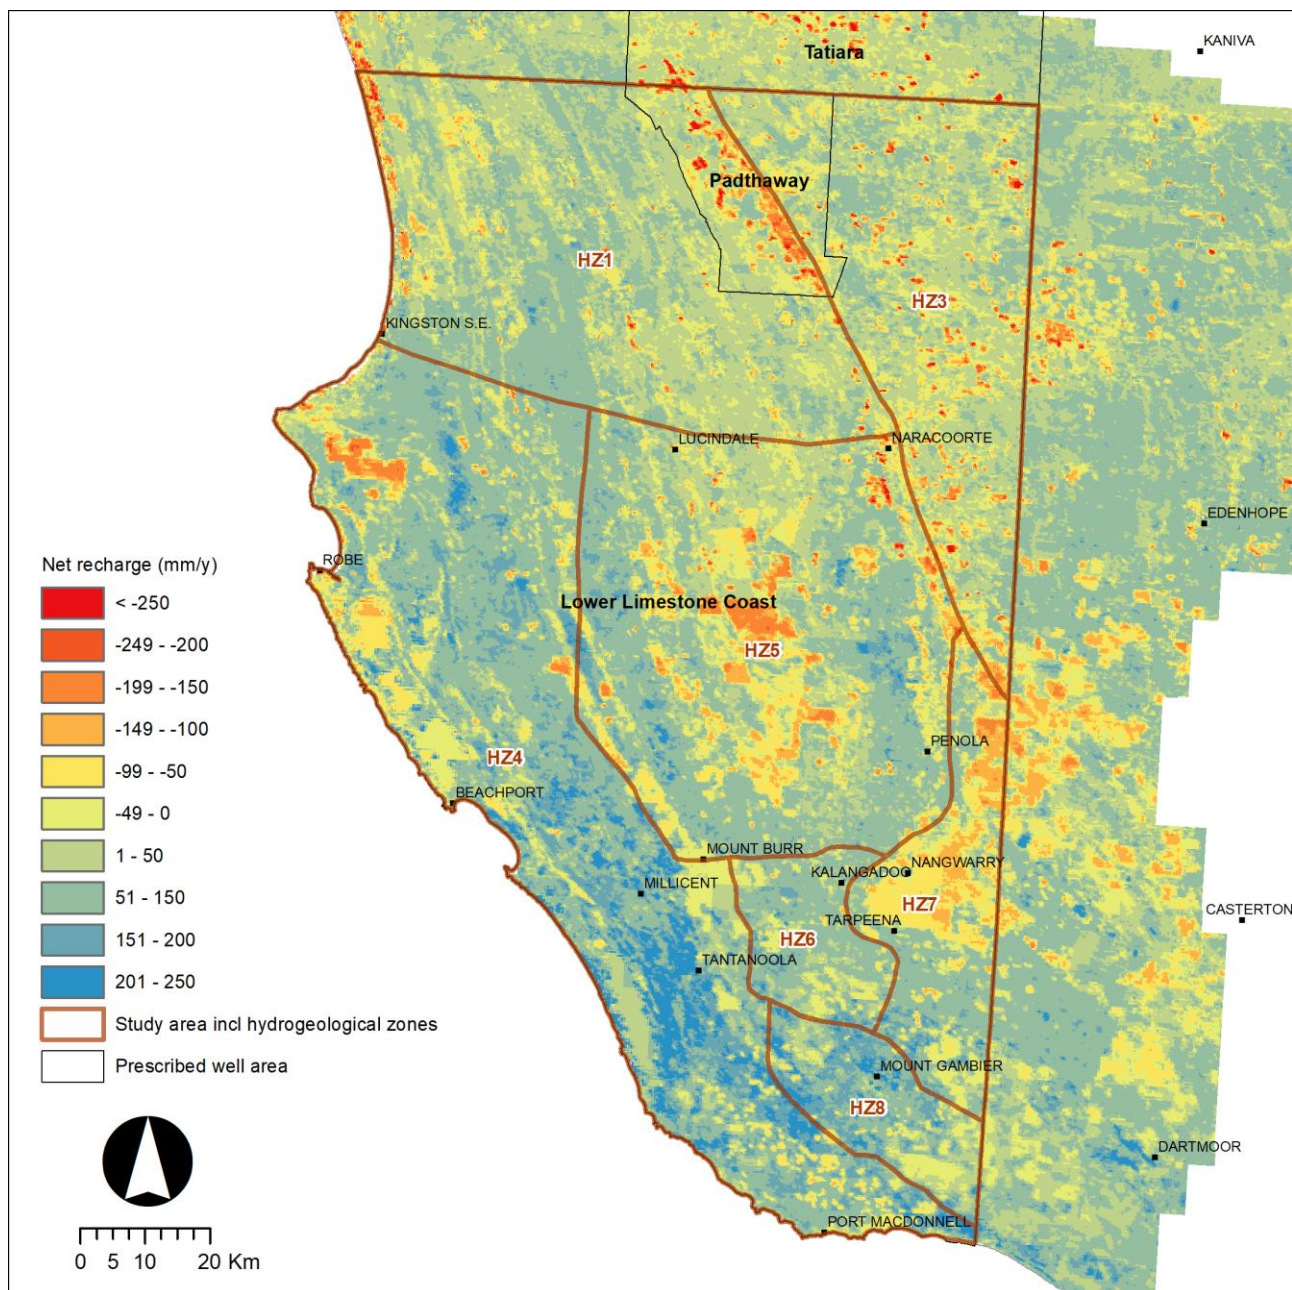 KANIVA
Tatiara
Padthaway
HZ1
HZ3
KINGSTON S.E.
LUCINDALE
NARACOORTE
EDENHOPE
ROBE
Lower Limestone Coast
HZ5
PENOLA
HZ4
BEACHPORT
MOUNT BURR
KALANGADOO
NANGWARRY
MILLICENT
HZ7
CASTERTON
TARPEENA
HZ6
TANTANOOLA
MOUNT GAMBIER
HZ8
DARTMOOR
PORT MACDONNELL
Net recharge (mm/y)
< -250
-249 - -200
-199 - -150
-149 - -100
-99 - -50
-49 - 0
1 - 50
51 - 150
151 - 200
201 - 250
Study area incl hydrogeological zones
Prescribed well area
0 5 10 20 Km